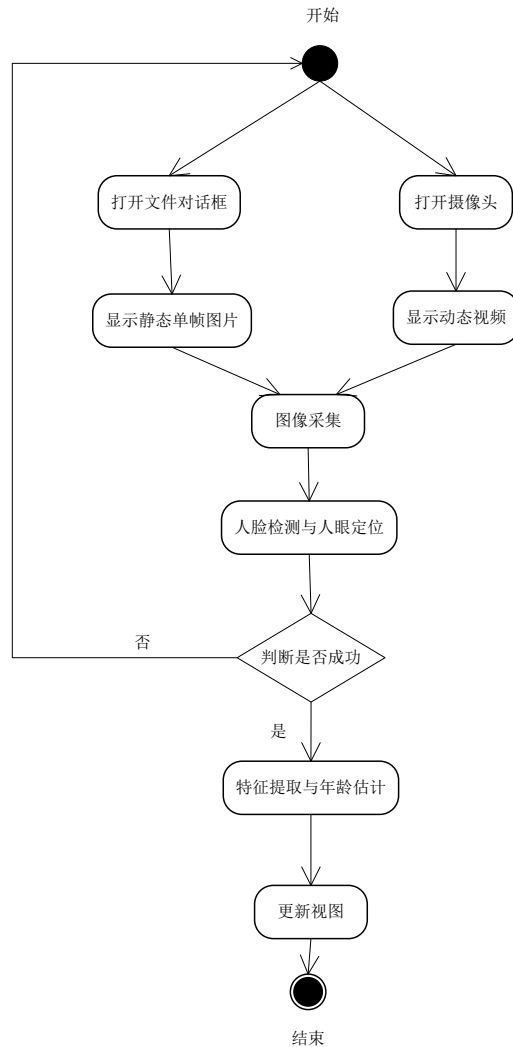 开始
打开文件对话框
打开摄像头
显示静态单帧图片
显示动态视频
图像采集
人脸检测与人眼定位
否
判断是否成功
是
特征提取与年龄估计
更新视图
结束